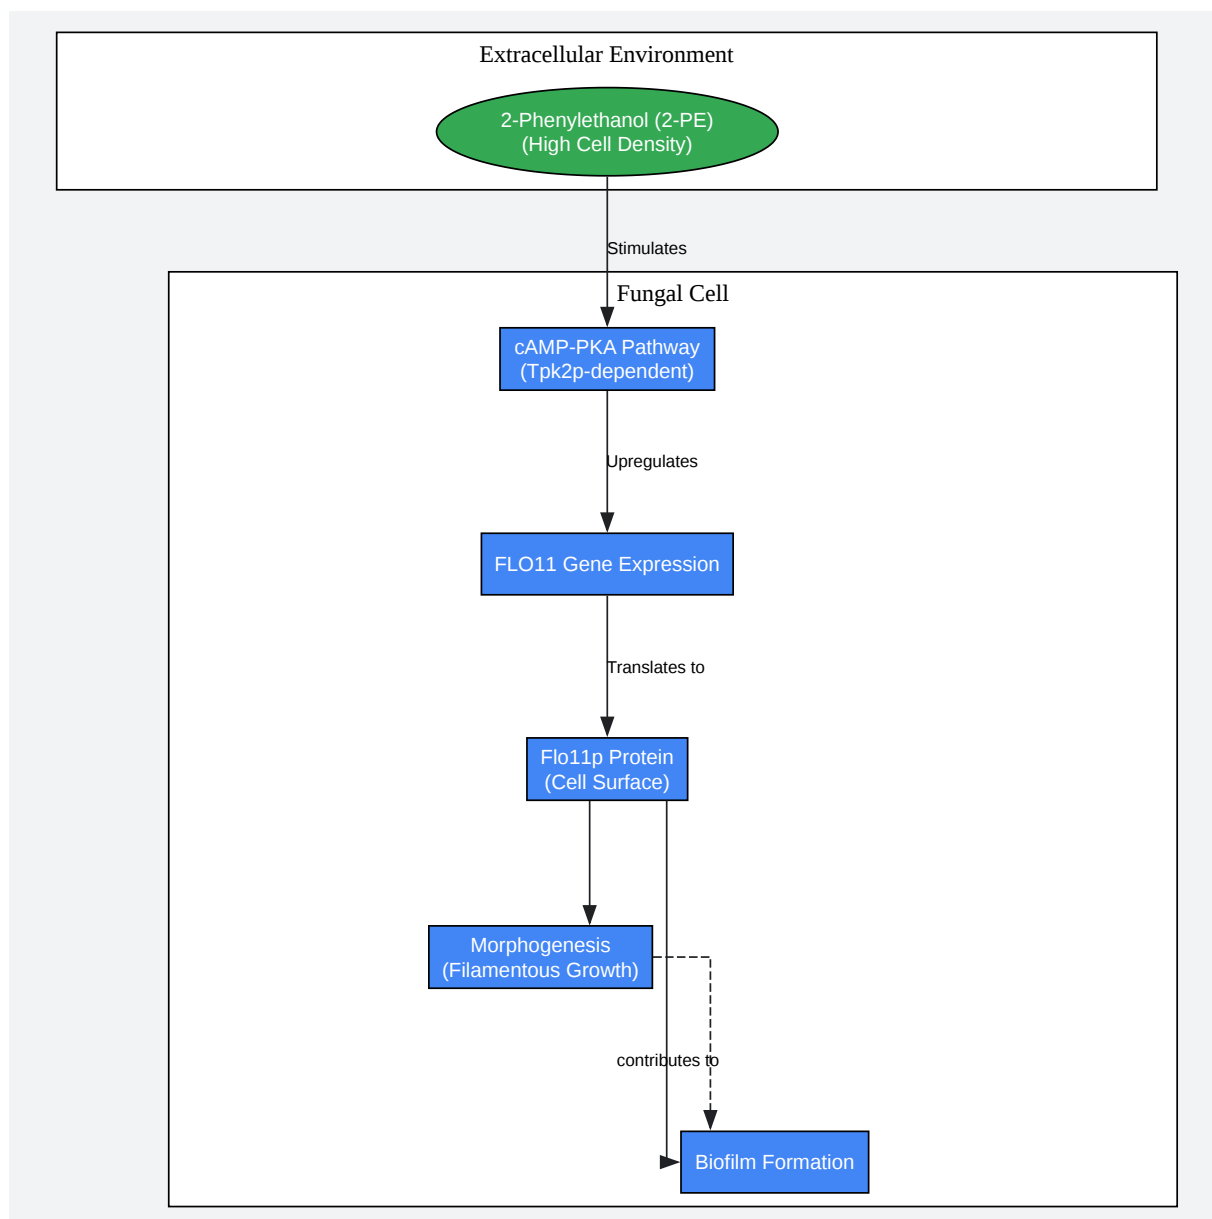 Extracellular Environment
2-Phenylethanol (2-PE)
(High Cell Density)
Stimulates
Fungal Cell
cAMP-PKA Pathway
(Tpk2p-dependent)
Upregulates
FLO11 Gene Expression
Translates to
Flo11p Protein
(Cell Surface)
Morphogenesis
(Filamentous Growth)
contributes to
Biofilm Formation